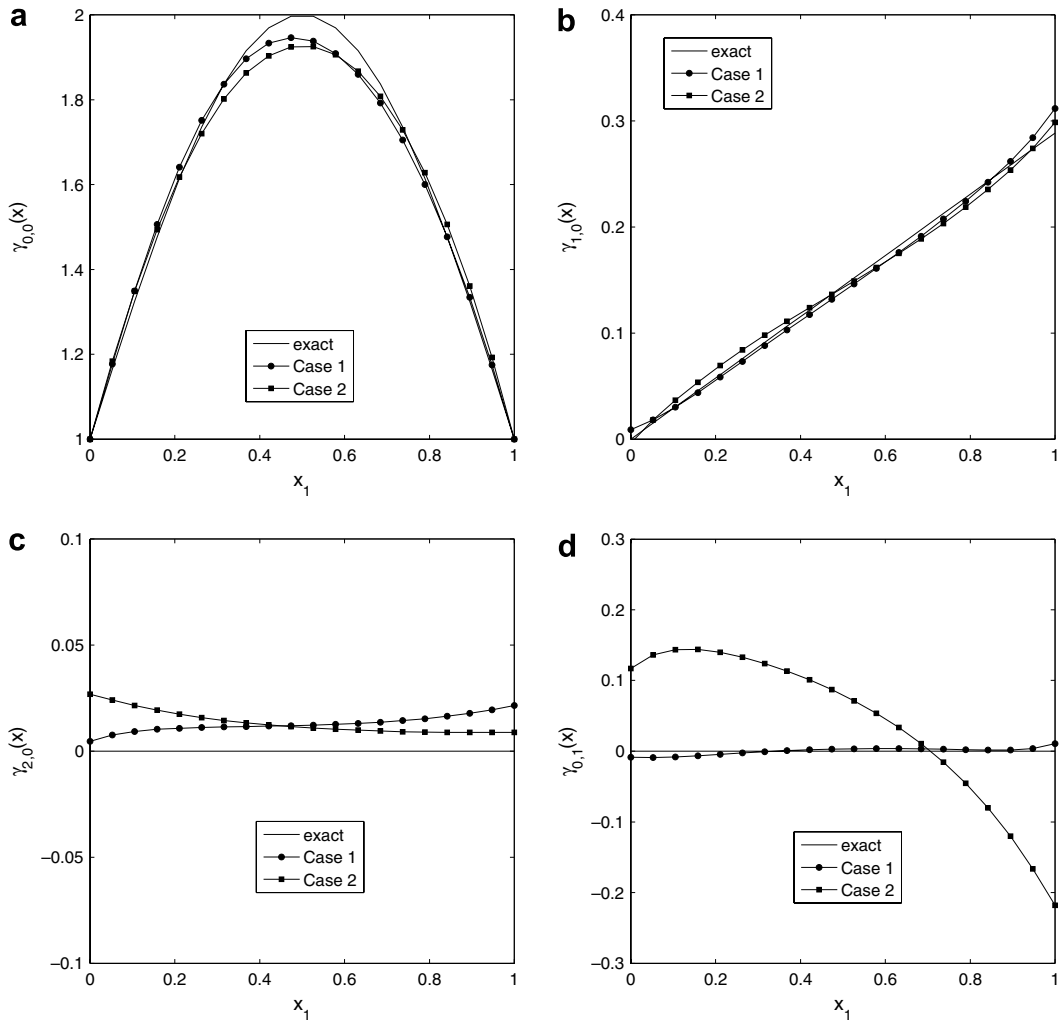 a
2
1.8
1.6
1.4
1.2
1
γ0,0(x)
exact
Case 1
Case 2
0 0.2 0.4 0.6 0.8 1
x_1
b
0.4
0.3
0.2
0.1
0
γ1,0(x)
exact
Case 1
Case 2
0 0.2 0.4 0.6 0.8 1
x_1
c
0.1
0.05
0
−0.05
−0.1
γ2,0(x)
exact
Case 1
Case 2
0 0.2 0.4 0.6 0.8 1
x_1
d
0.3
0.2
0.1
0
−0.1
−0.2
−0.3
γ0,1(x)
exact
Case 1
Case 2
0 0.2 0.4 0.6 0.8 1
x_1